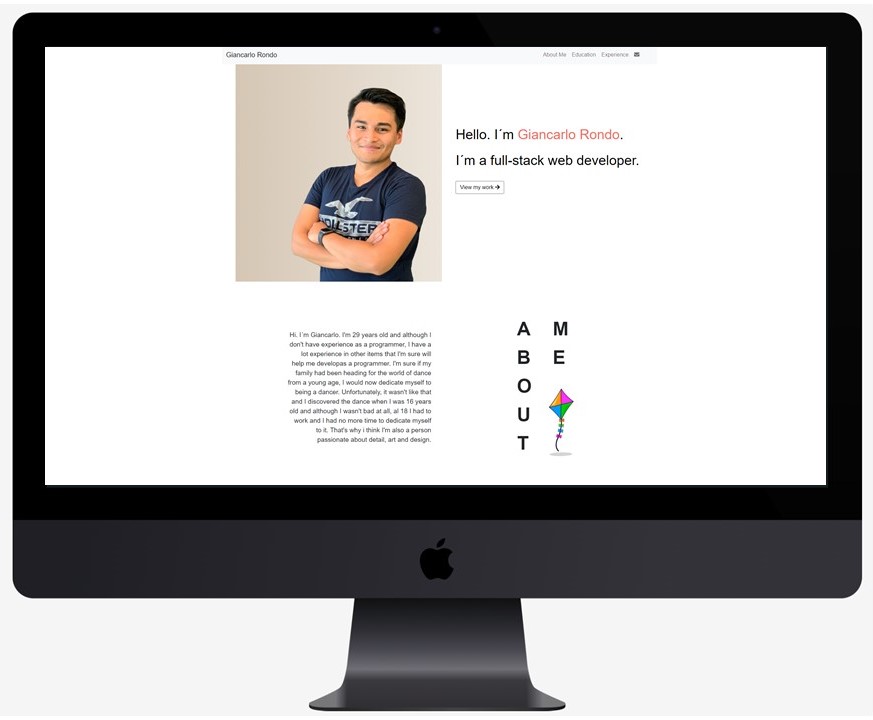 Giancarlo Rondo
About Me Education Experience
Hello. I´m Giancarlo Rondo.
I´m a full-stack web developer.
View my work
HOLLISTER
Hi, I´m Giancarlo. I'm 29 years old and although I
don't have experience as a programmer, I have a
lot experience in other items that I'm sure will
help me developas a programmer, I'm sure if my
family had been heading for the world of dance
from a young age, I would now dedicate myself to
being a dancer. Unfortunately, it wasn't like that
and I discovered the dance when I was 16 years
old and although I wasn't bad at all, al 18 I had to
work and I had no more time to dedicate myself
to it. That's why i think I'm also a person
passionate about detail, art and design.
ABOUT
ME